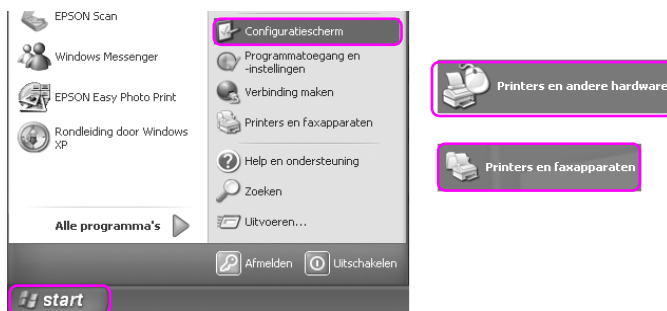 EPSON Scan
Windows Messenger
EPSON Easy Photo Print
Rondleiding door Windows
XP
Alle programma's
Configuratiescherm
Programmatoegang en
-instellingen
Verbinding maken
Printers en faxapparaten
Help en ondersteuning
Zoeken
Uitvoeren...
Afmelden
Uitschakelen
start
Printers en andere hardware
Printers en faxapparaten